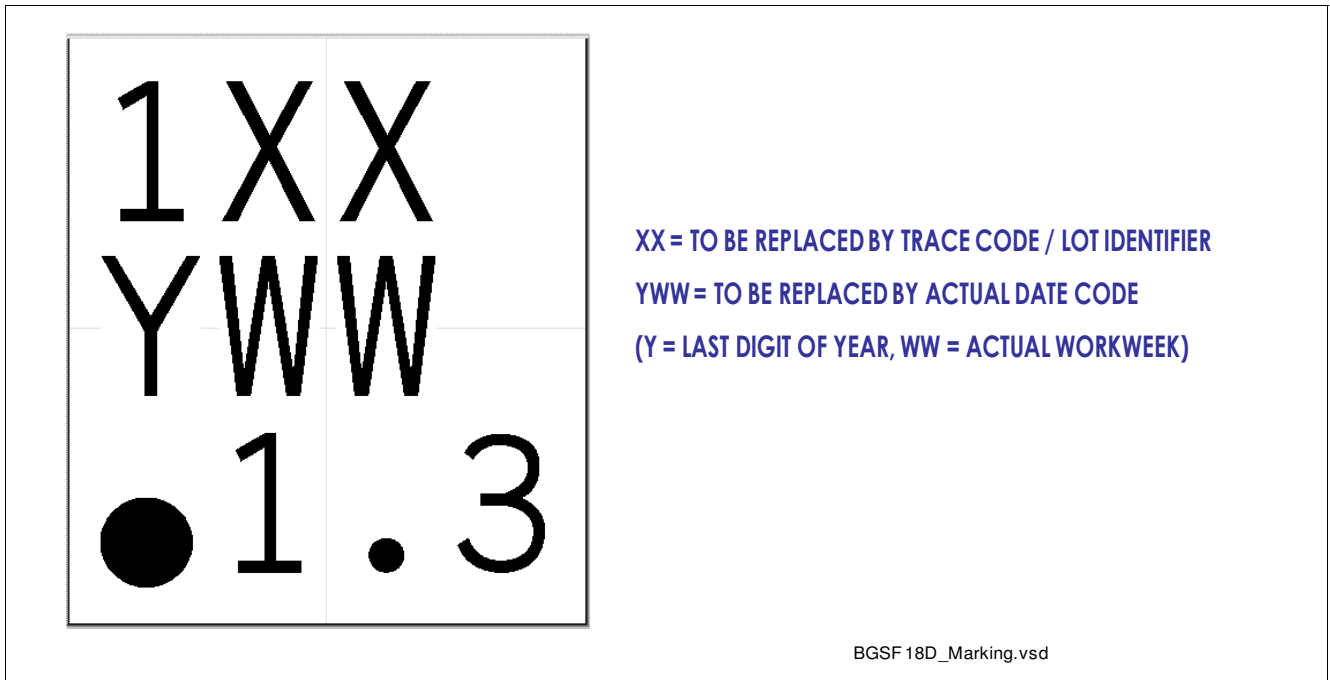 1XX
YWW
1.3
XX = TO BE REPLACED BY TRACE CODE / LOT IDENTIFIER
YWW = TO BE REPLACED BY ACTUAL DATE CODE
(Y = LAST DIGIT OF YEAR, WW = ACTUAL WORKWEEK)
BGSF18D_Marking.vsd